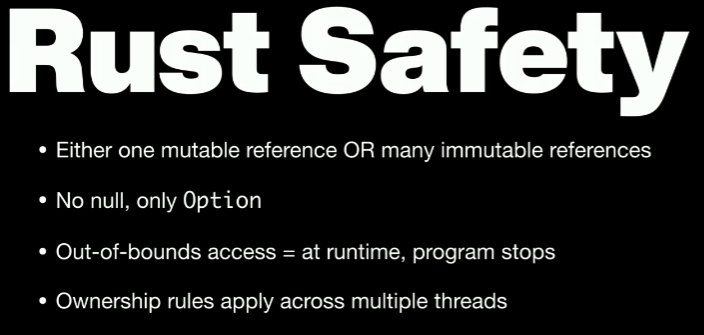 Rust Safety
• Either one mutable reference OR many immutable references
• No null, only Option
• Out-of-bounds access = at runtime, program stops
• Ownership rules apply across multiple threads